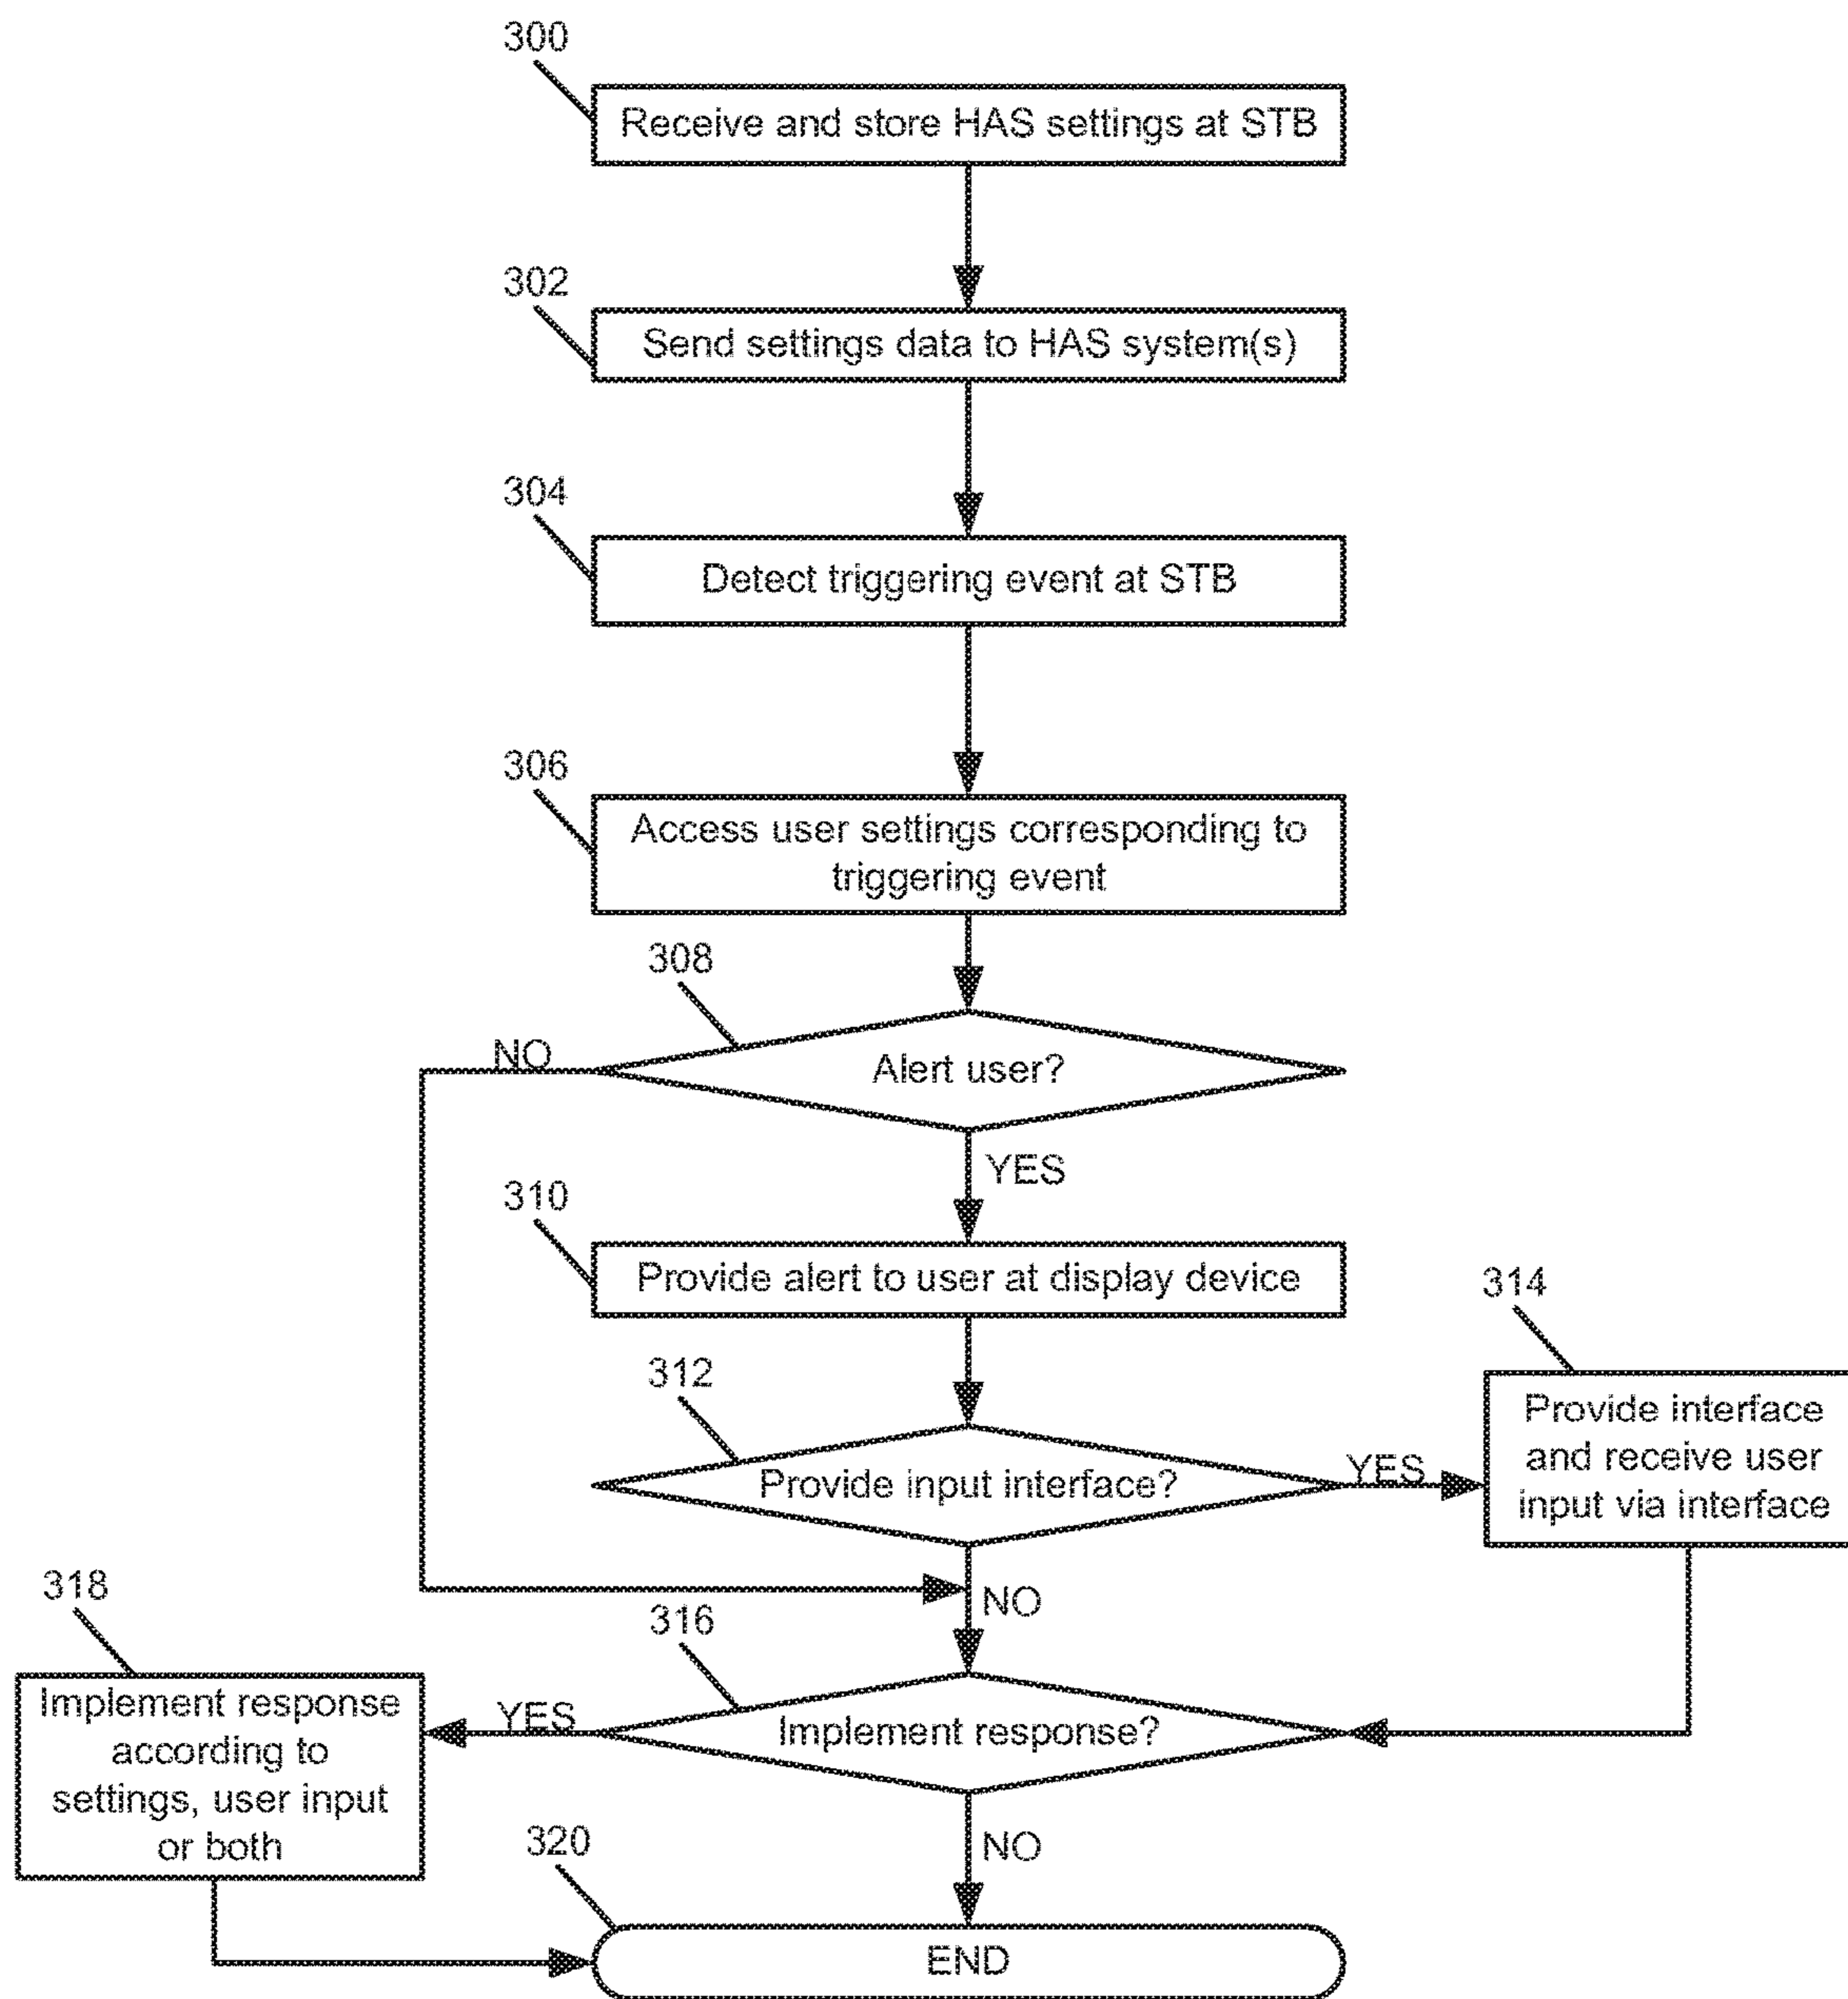 300
Receive and store HAS settings at STB
302
Send settings data to HAS system(s)
304
Detect triggering event at STB
306
Access user settings corresponding to
triggering event
308
NO
Alert user?
YES
310
Provide alert to user at display device
314
312
Provide interface
and receive user
input via interface
Provide input interface?
YES
318
NO
316
Implement response
according to
settings, user input
or both
YES
Implement response?
320
NO
END